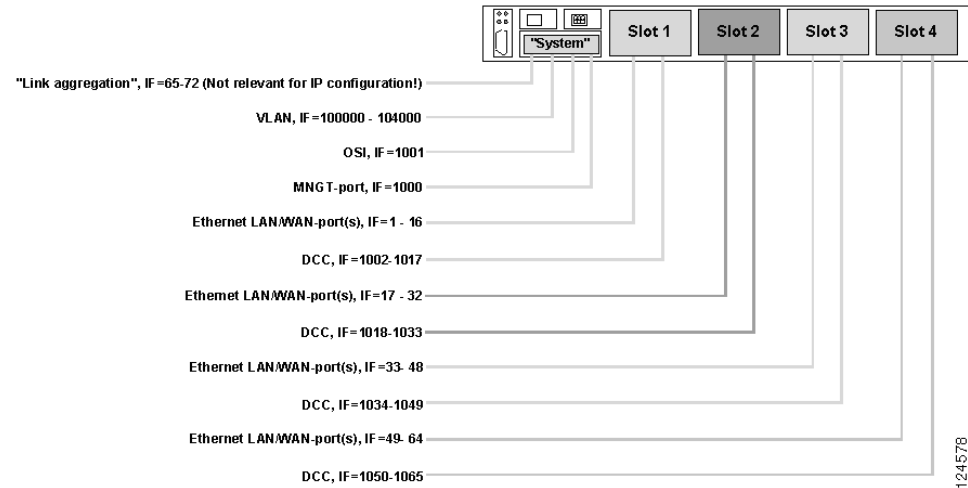 "System"
Slot 1
Slot 2
Slot 3
Slot 4
"Link aggregation", IF=65-72 (Not relevant for IP configuration!)
VLAN, IF=100000 - 104000
OSI, IF=1001
MNGT-port, IF=1000
Ethernet LAN/WAN-port(s), IF=1 - 16
DCC, IF=1002-1017
Ethernet LAN/WAN-port(s), IF=17 - 32
DCC, IF=1018-1033
Ethernet LAN/WAN-port(s), IF=33- 48
DCC, IF=1034-1049
Ethernet LAN/WAN-port(s), IF=49- 64
DCC, IF=1050-1065
124578